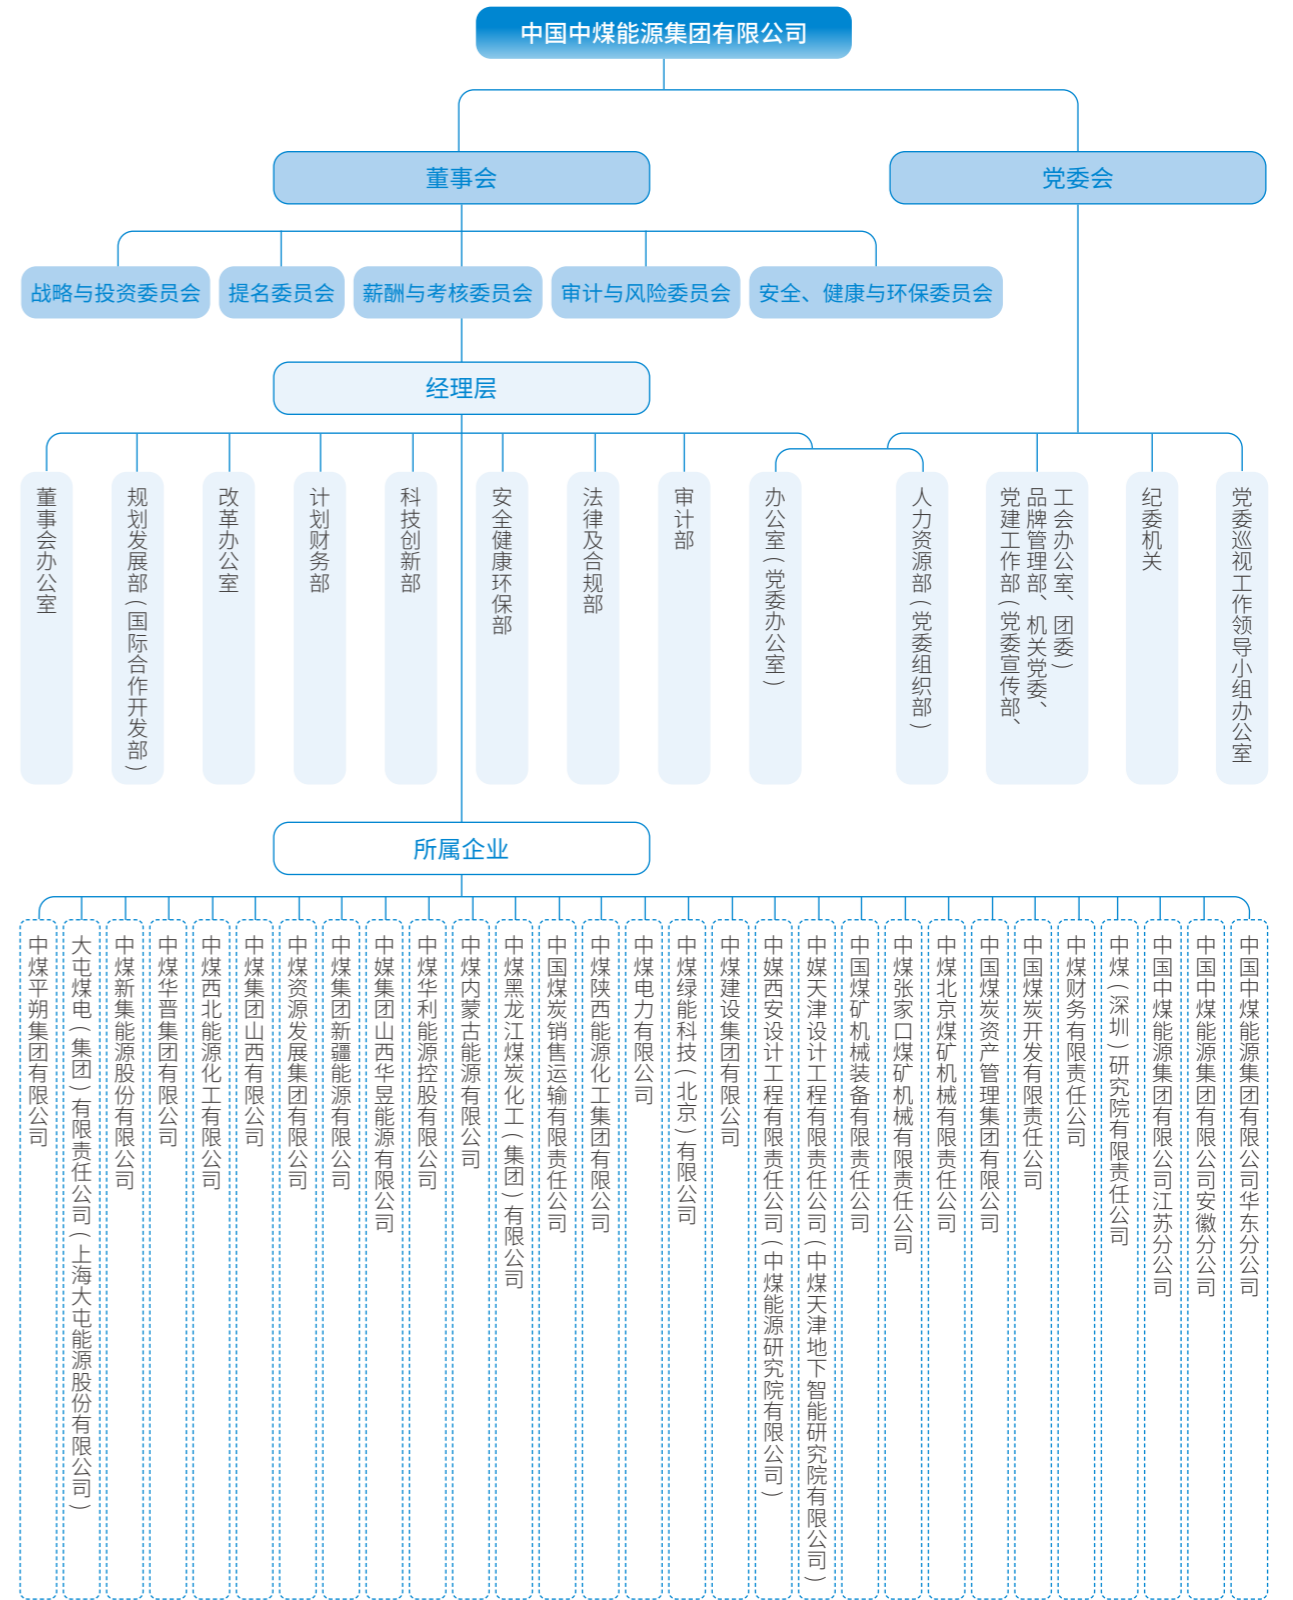 中国中煤能源集团有限公司
董事会
党委会
战略与投资委员会
提名委员会
薪酬与考核委员会
审计与风险委员会
安全、健康与环保委员会
经理层
董事会办公室
规划发展部(国际合作开发部)
改革办公室
计划财务部
科技创新部
安全健康环保部
法律及合规部
审计部
办公室(党委办公室)
人力资源部(党委组织部)
党建工作部(党委宣传部、
品牌管理部、机关党委、
工会办公室、团委)
纪委机关
党委巡视工作领导小组办公室
所属企业
中煤平朔集团有限公司
大屯煤电(集团)有限责任公司(上海大屯能源股份有限公司)
中煤新集能源股份有限公司
中煤华晋集团有限公司
中煤西北能源化工有限公司
中煤集团山西有限公司
中煤资源发展集团有限公司
中煤集团新疆能源有限公司
中媒集团山西华昱能源有限公司
中煤华利能源控股有限公司
中煤内蒙古能源有限公司
中煤黑龙江煤炭化工(集团)有限公司
中国煤炭销售运输有限责任公司
中煤陕西能源化工集团有限公司
中煤电力有限公司
中煤绿能科技(北京)有限公司
中煤建设集团有限公司
中媒西安设计工程有限责任公司(中煤能源研究院有限公司)
中媒天津设计工程有限责任公司(中煤天津地下智能研究院有限公司)
中国煤矿机械装备有限责任公司
中煤张家口煤矿机械有限责任公司
中煤北京煤矿机械有限责任公司
中国煤炭资产管理集团有限公司
中国煤炭开发有限责任公司
中煤财务有限责任公司
中煤(深圳)研究院有限责任公司
中国中煤能源集团有限公司江苏分公司
中国中煤能源集团有限公司安徽分公司
中国中煤能源集团有限公司华东分公司